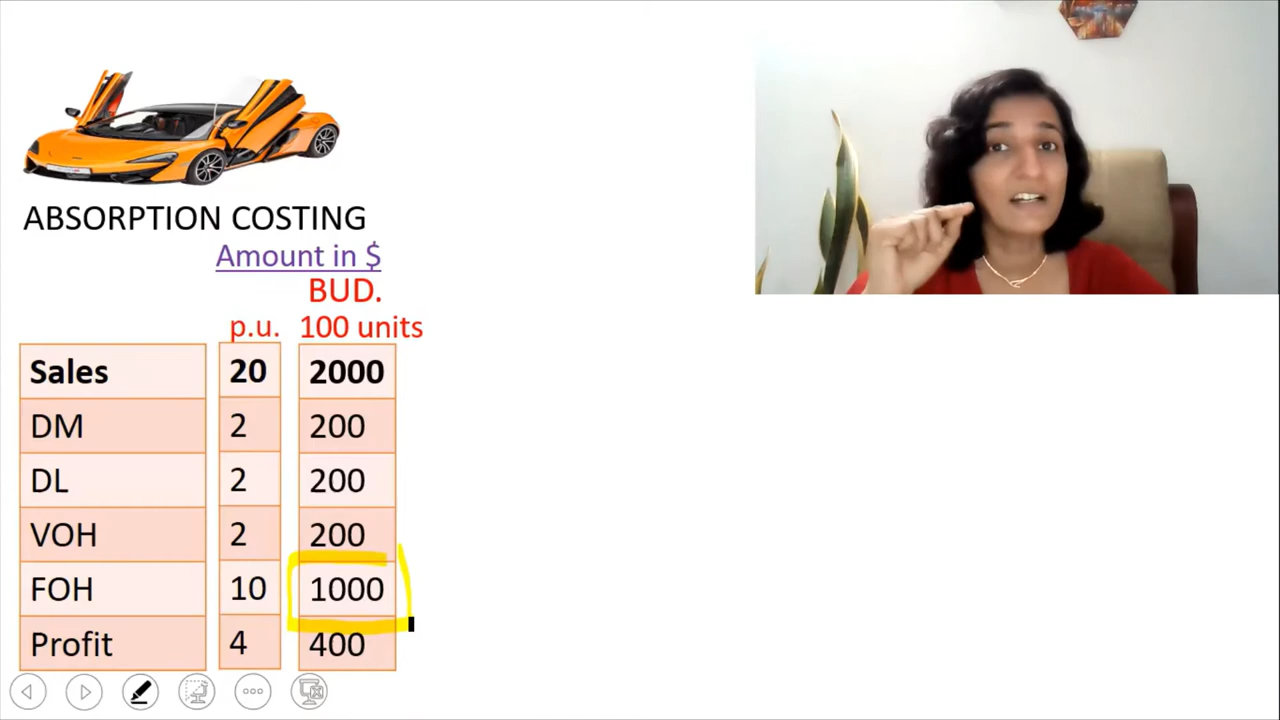 ABSORPTION COSTING
Amount in $
BUD.
p.u. 100 units
Sales 20 2000
DM 2 200
DL 2 200
VOH 2 200
FOH 10 1000
Profit 4 400